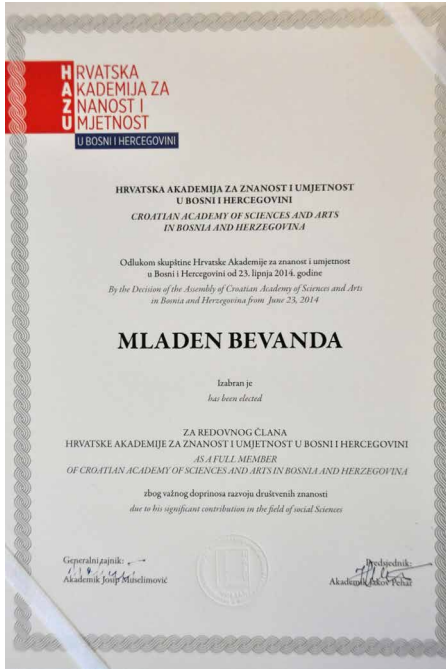 HRVATSKA
AKADEMIJA ZA
ZNANOST I
UMJETNOST
U BOSNI I HERCEGOVINI
HRVATSKA AKADEMIJA ZA ZNANOST I UMJETNOST
U BOSNI I HERCEGOVINI
CROATIAN ACADEMY OF SCIENCES AND ARTS
IN BOSNIA AND HERZEGOVINA
Odlukom skupštine Hrvatske Akademije za znanost i umjetnost
u Bosni i Hercegovini od 23. lipnja 2014. godine
By the Decision of the Assembly of Croatian Academy of Sciences and Arts
in Bosnia and Herzegovina from June 23, 2014
MLADEN BEVANDA
Izabran je
has been elected
ZA REDOVNOG ČLANA
HRVATSKE AKADEMIJE ZA ZNANOST I UMJETNOST U BOSNI I HERCEGOVINI
AS A FULL MEMBER
OF CROATIAN ACADEMY OF SCIENCES AND ARTS IN BOSNIA AND HERZEGOVINA
zbog važnog doprinosa razvoju društvenih znanosti
due to his significant contribution in the field of social Sciences
Generalni tajnik:
Akademik Josip Muselimović
Predsjednik:
Akademik Jakov Pehar